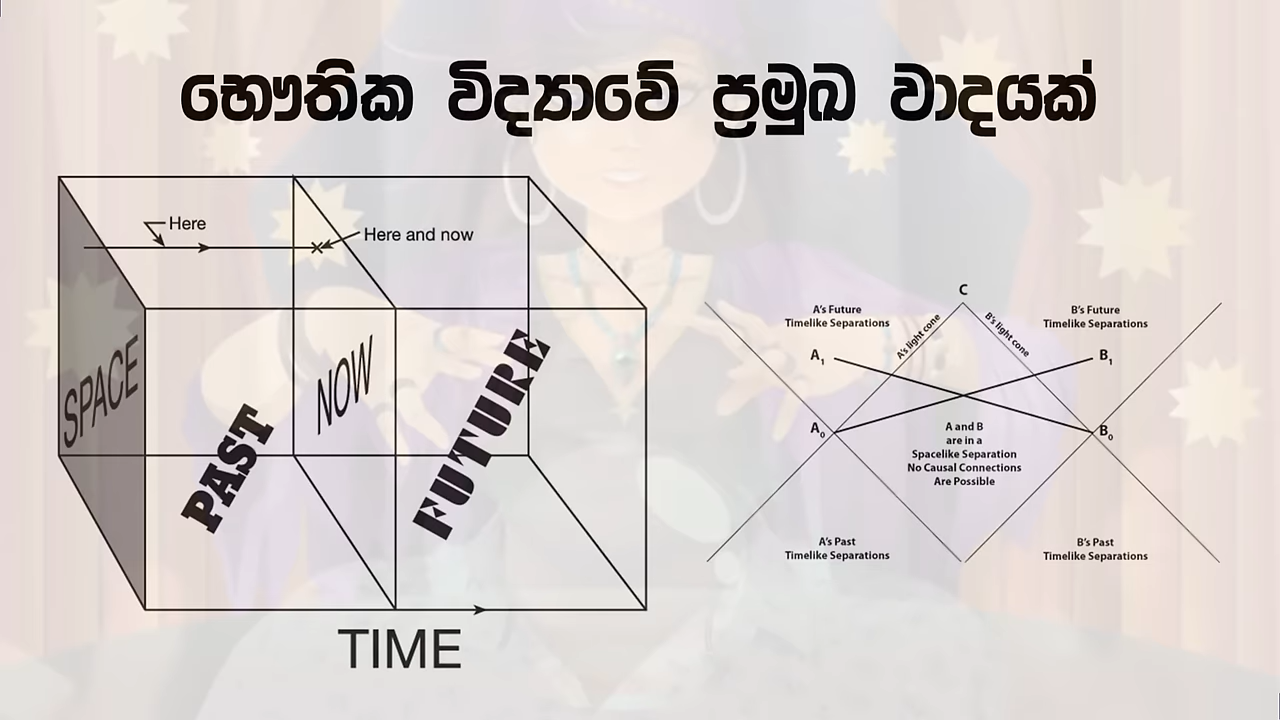 භෞතික විද්‍යාවේ ප්‍රමුඛ වාදයක්
Here
Here and now
SPACE
PAST
NOW
FUTURE
TIME
C
A's Future
Timelike Separations
A's light cone
B's light cone
B's Future
Timelike Separations
A1
B1
A0
B0
A and B
are in a
Spacelike Separation
No Causal Connections
Are Possible
A's Past
Timelike Separations
B's Past
Timelike Separations